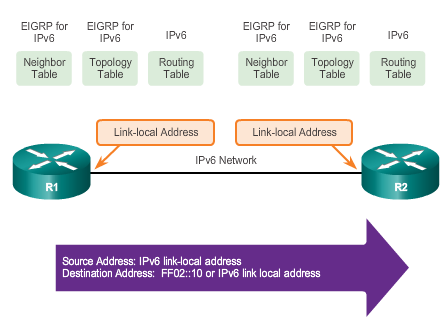 EIGRP for IPv6
EIGRP for IPv6
IPv6
EIGRP for IPv6
EIGRP for IPv6
IPv6
Neighbor Table
Topology Table
Routing Table
Neighbor Table
Topology Table
Routing Table
Link-local Address
Link-local Address
IPv6 Network
R1
R2
Source Address: IPv6 link-local address
Destination Address: FF02::10 or IPv6 link local address